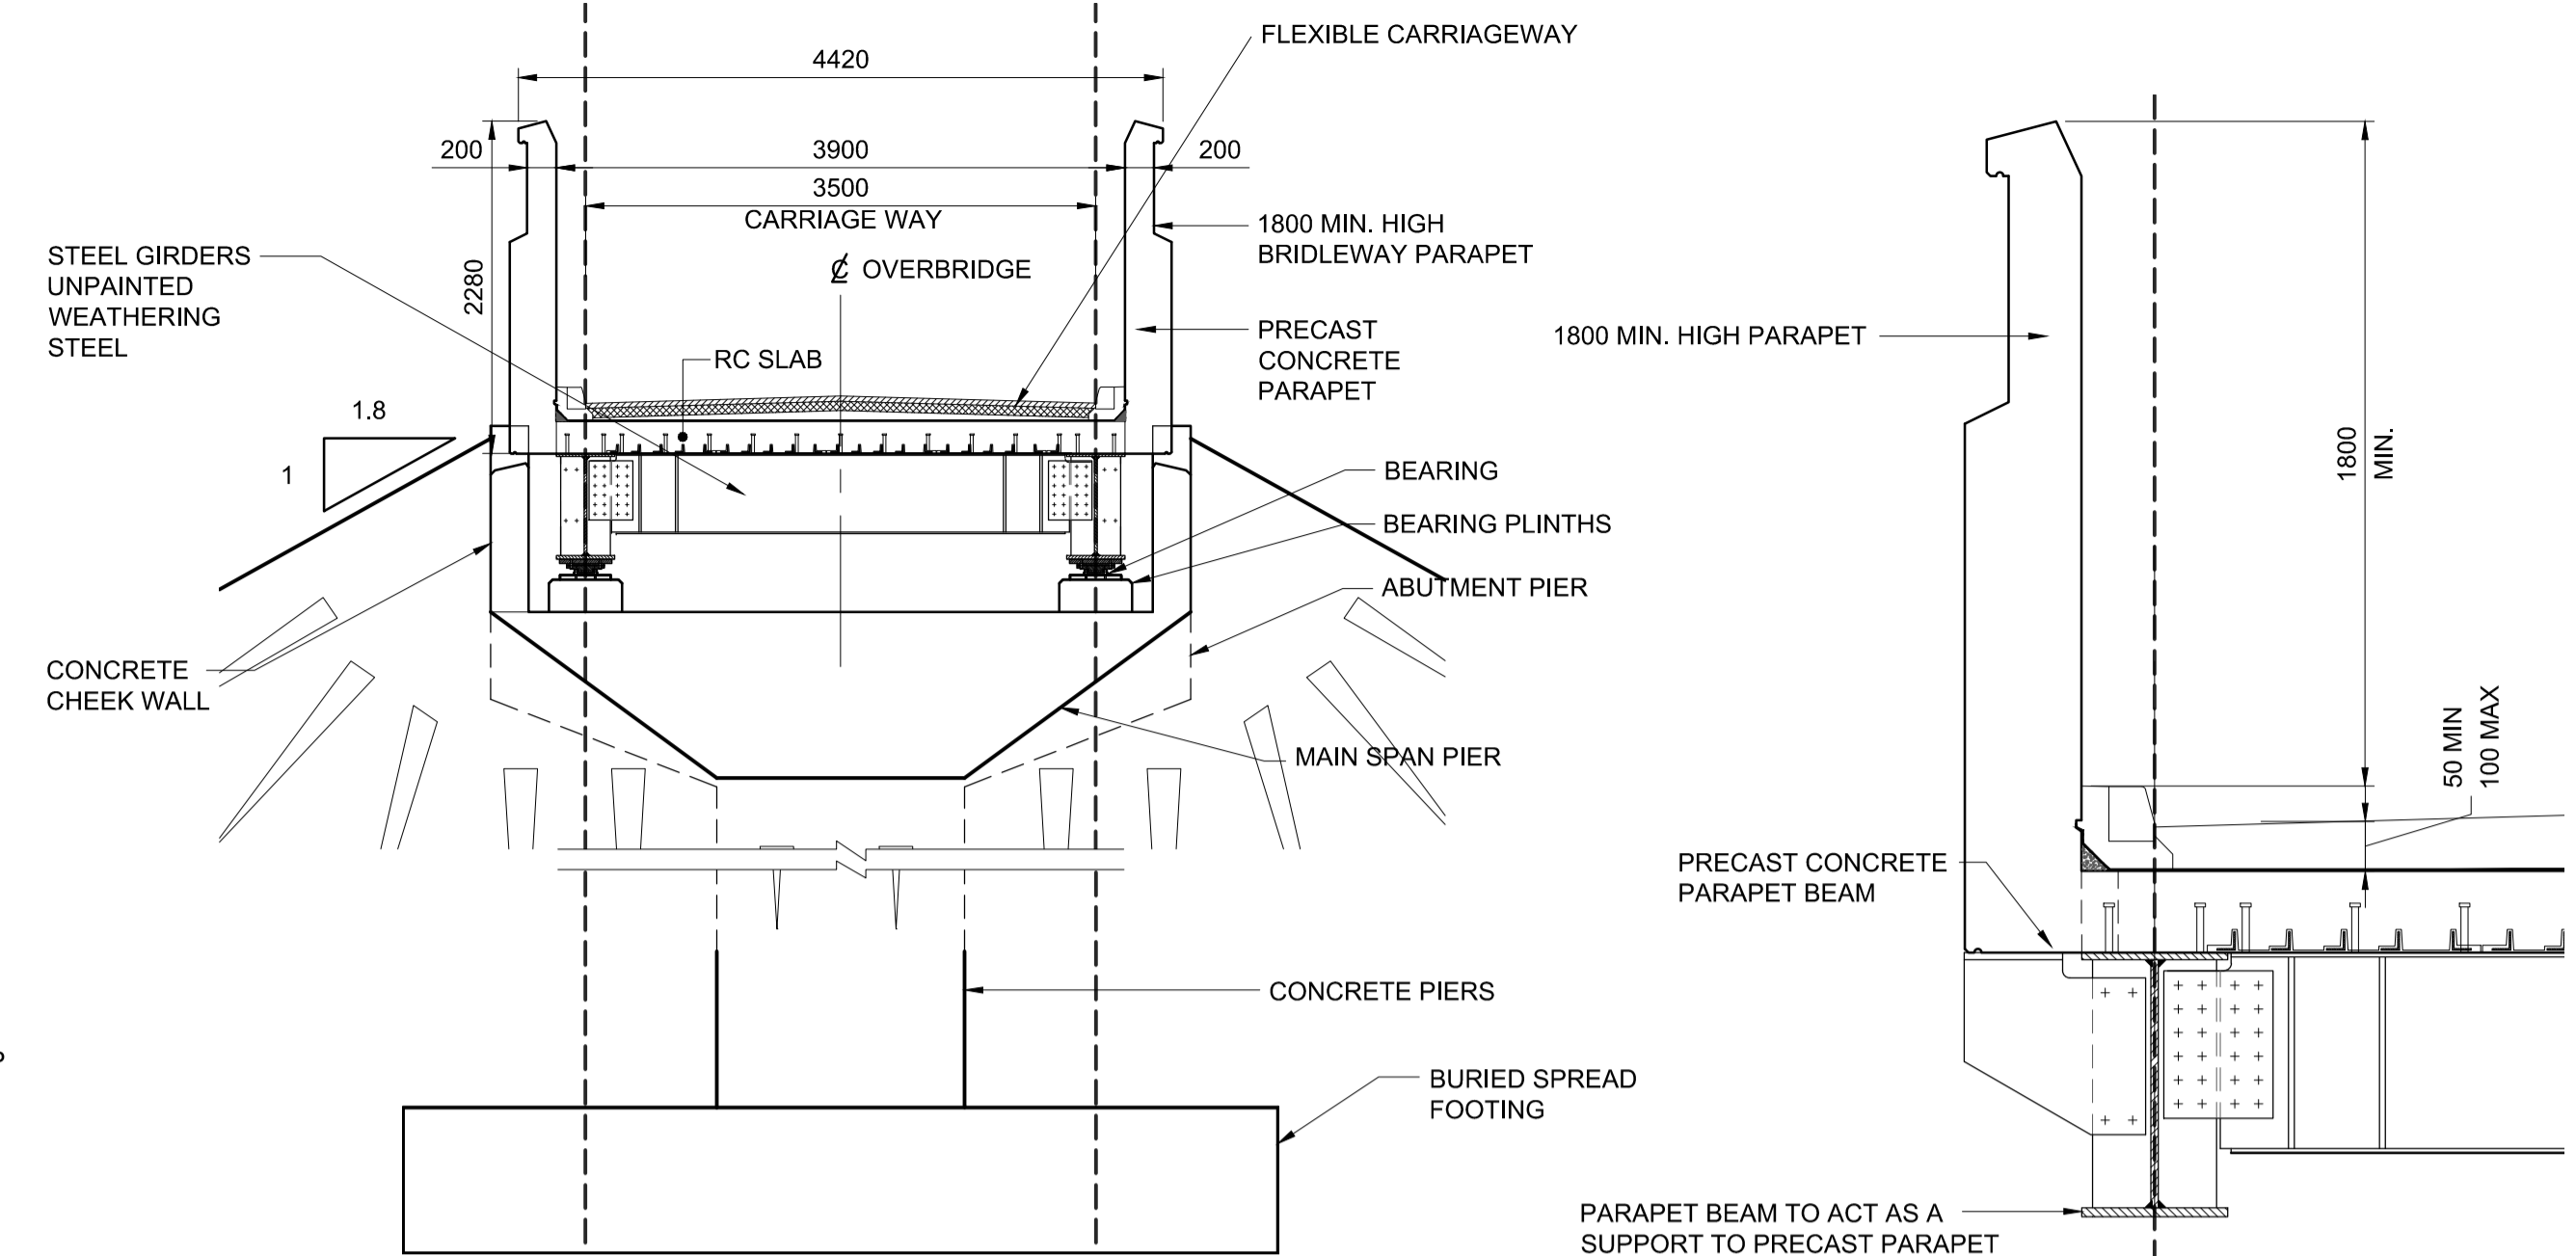 FLEXIBLE CARRIAGEWAY
4420
200
3900
200
3500
CARRIAGE WAY
1800 MIN. HIGH
BRIDLEWAY PARAPET
STEEL GIRDERS
UNPAINTED
WEATHERING
STEEL
2280
℄ OVERBRIDGE
PRECAST
CONCRETE
PARAPET
RC SLAB
1.8
1
BEARING
BEARING PLINTHS
ABUTMENT PIER
CONCRETE
CHEEK WALL
MAIN SPAN PIER
CONCRETE PIERS
BURIED SPREAD
FOOTING
1800 MIN. HIGH PARAPET
1800
MIN.
50 MIN
100 MAX
PRECAST CONCRETE
PARAPET BEAM
PARAPET BEAM TO ACT AS A
SUPPORT TO PRECAST PARAPET